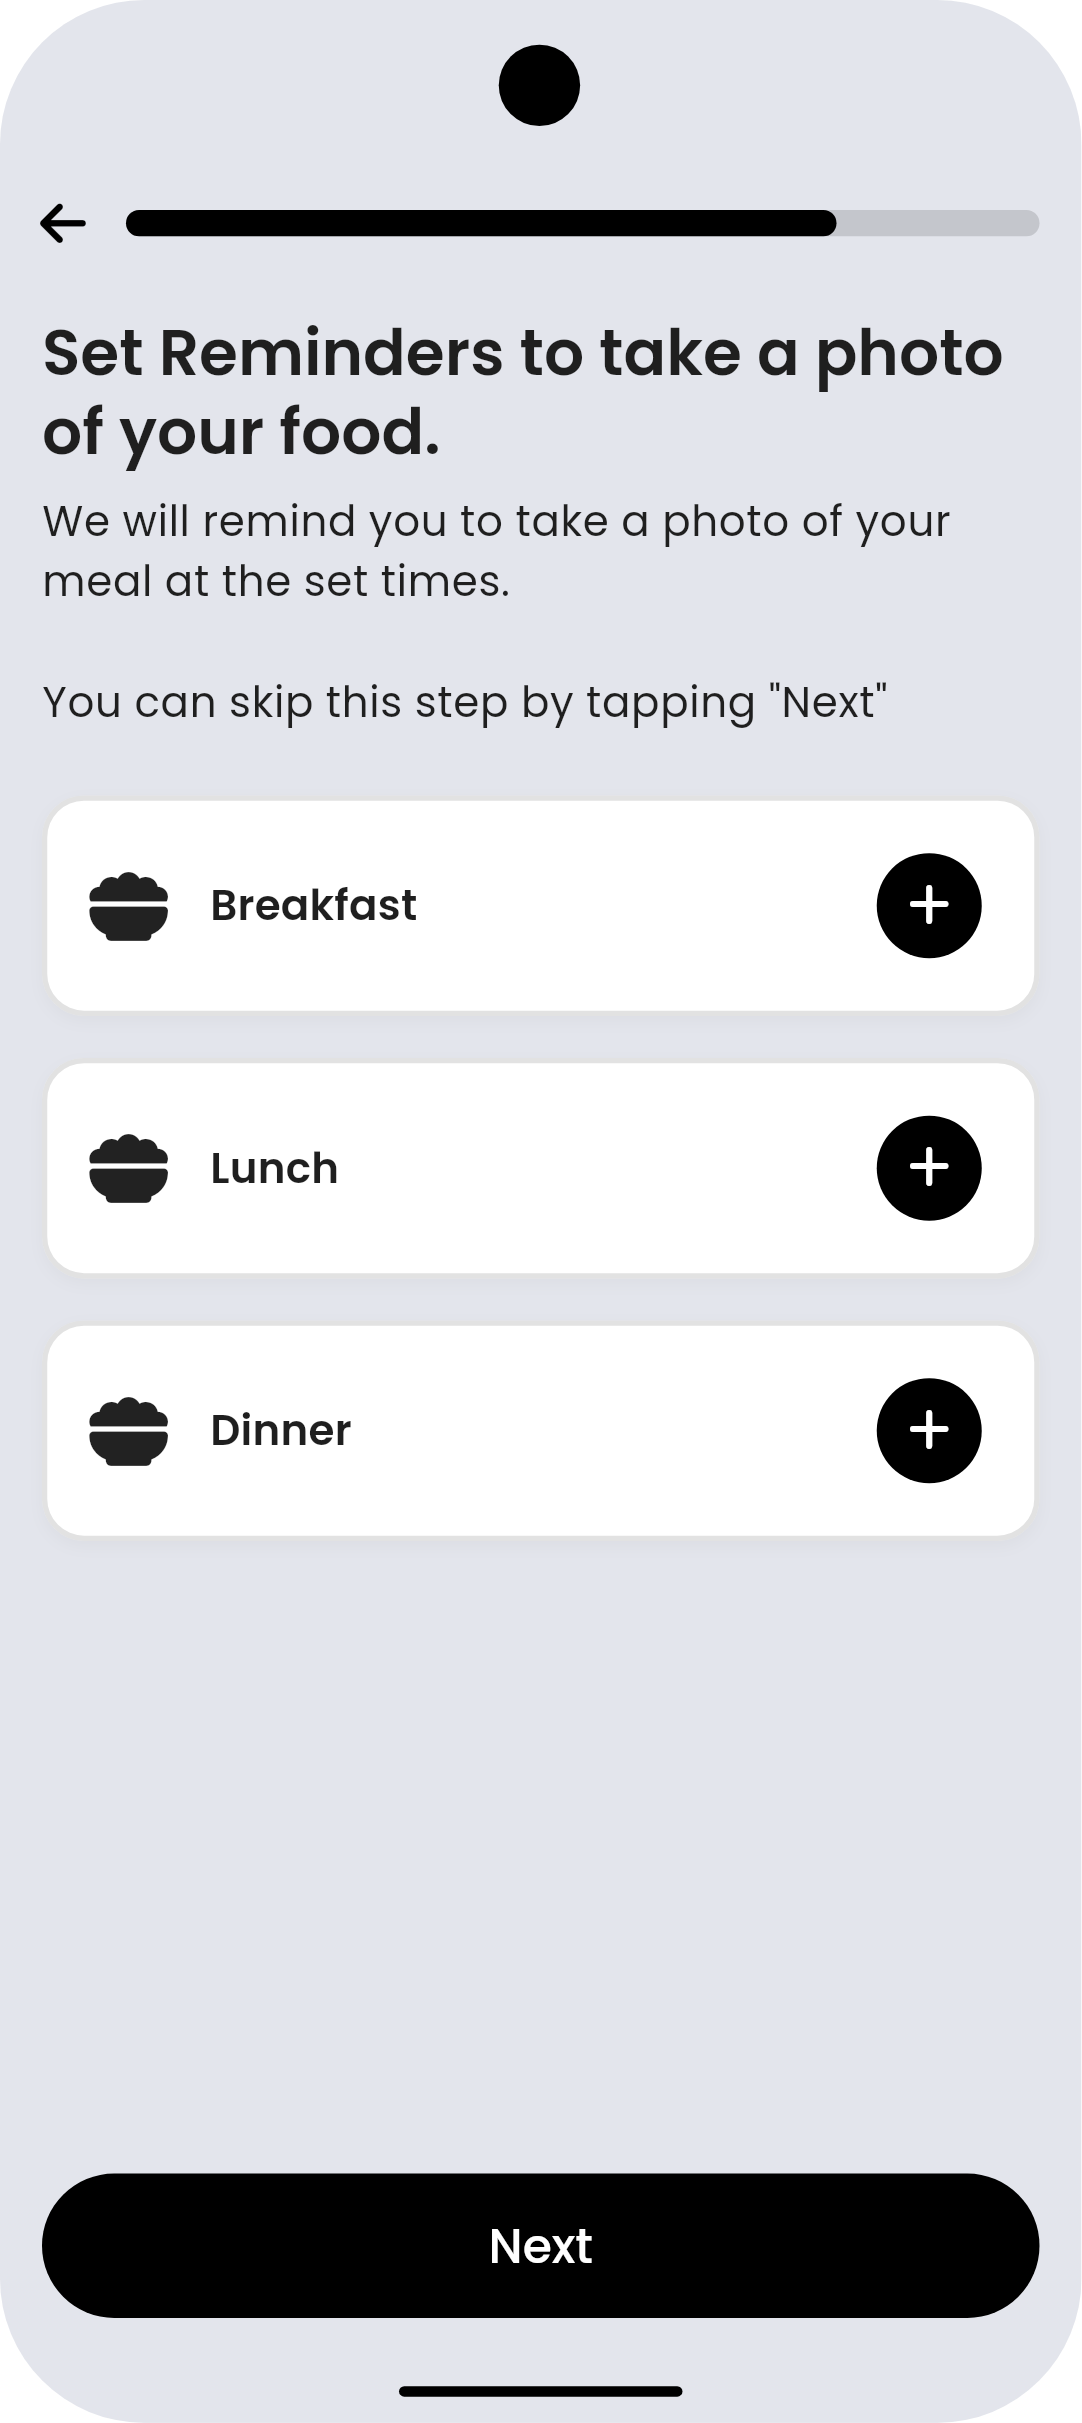 Set Reminders to take a photo
of your food.
We will remind you to take a photo of your
meal at the set times.
You can skip this step by tapping "Next"
Breakfast
Lunch
Dinner
Next